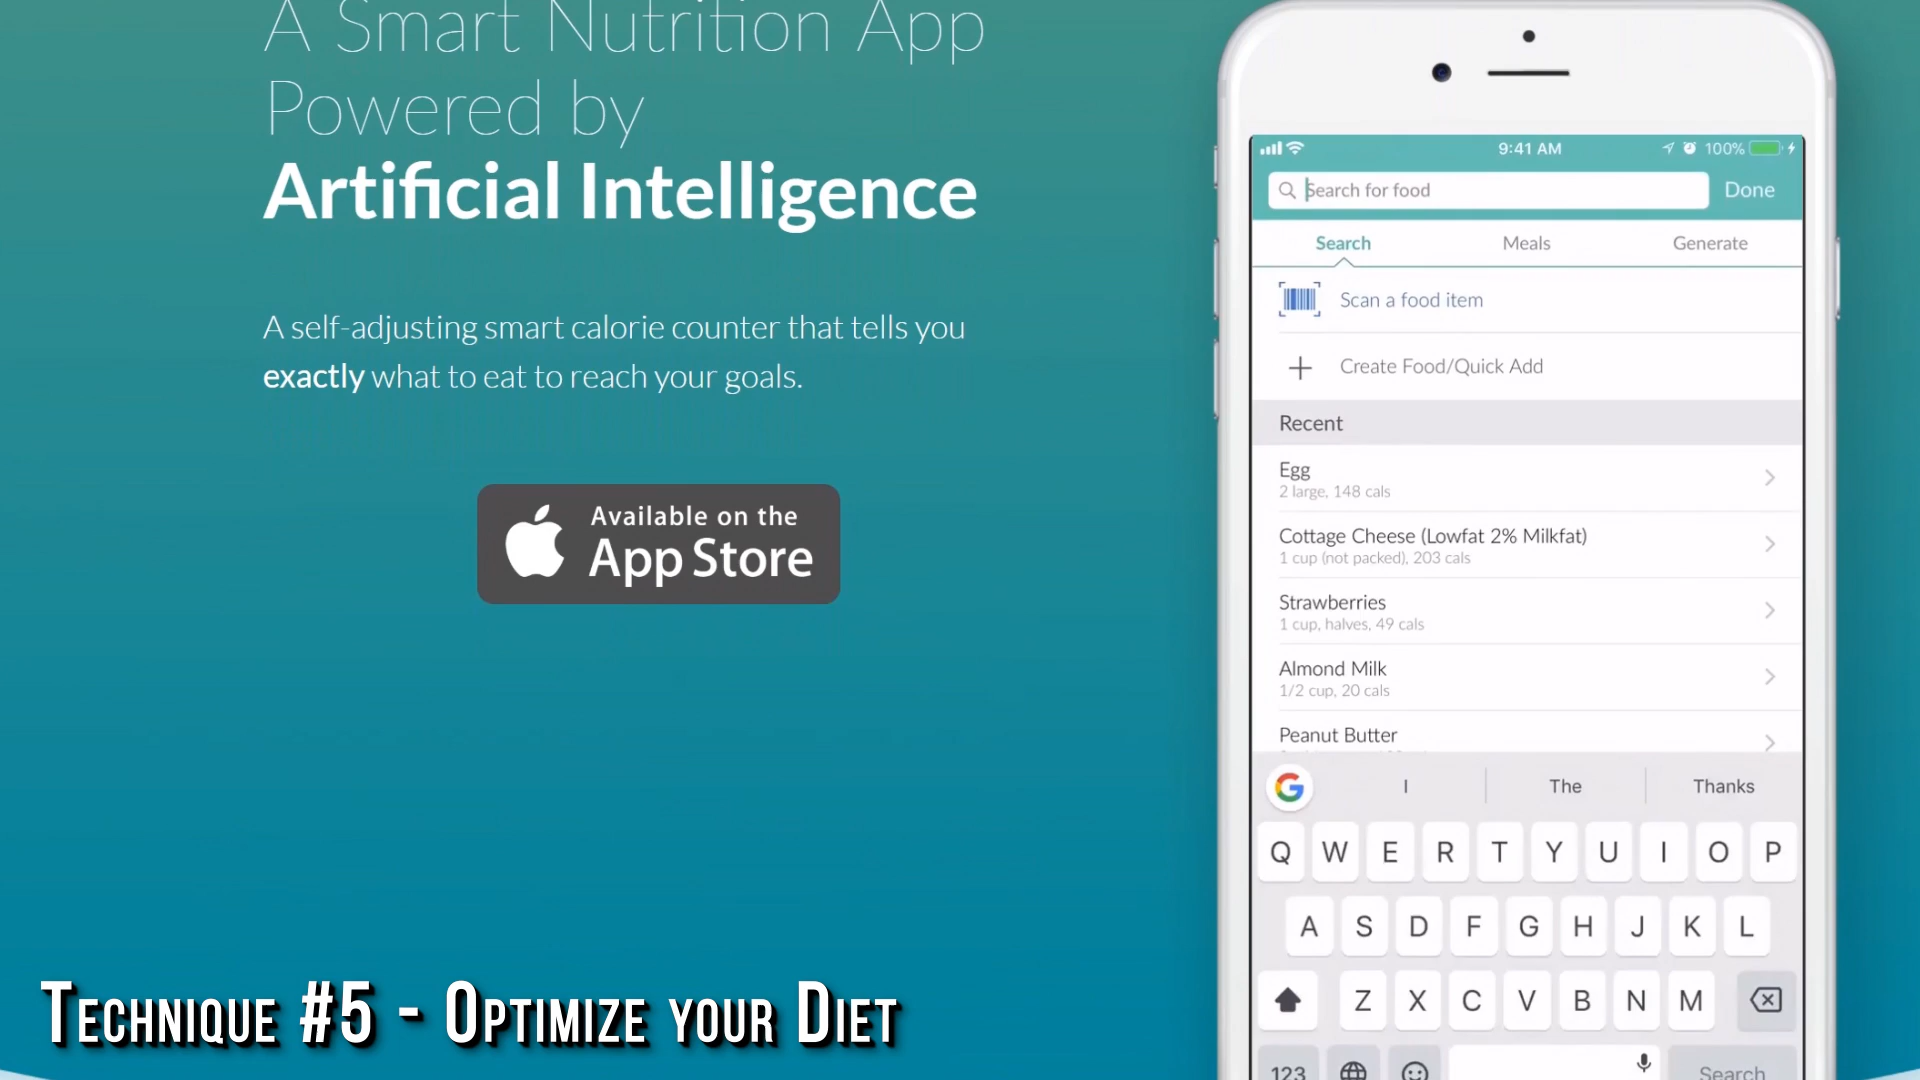 A Smart Nutrition App
Powered by
Artificial Intelligence
A self-adjusting smart calorie counter that tells you
exactly what to eat to reach your goals.
Available on the
App Store
Technique #5 - Optimize your Diet
9:41 AM
100%
Search for food
Done
Search Meals Generate
Scan a food item
Create Food/Quick Add
Recent
Egg
2 large, 148 cals
Cottage Cheese (Lowfat 2% Milkfat)
1 cup (not packed), 203 cals
Strawberries
1 cup, halves, 49 cals
Almond Milk
1/2 cup, 20 cals
Peanut Butter
G I The Thanks
Q W E R T Y U I O P
A S D F G H J K L
Z X C V B N M
123 Search